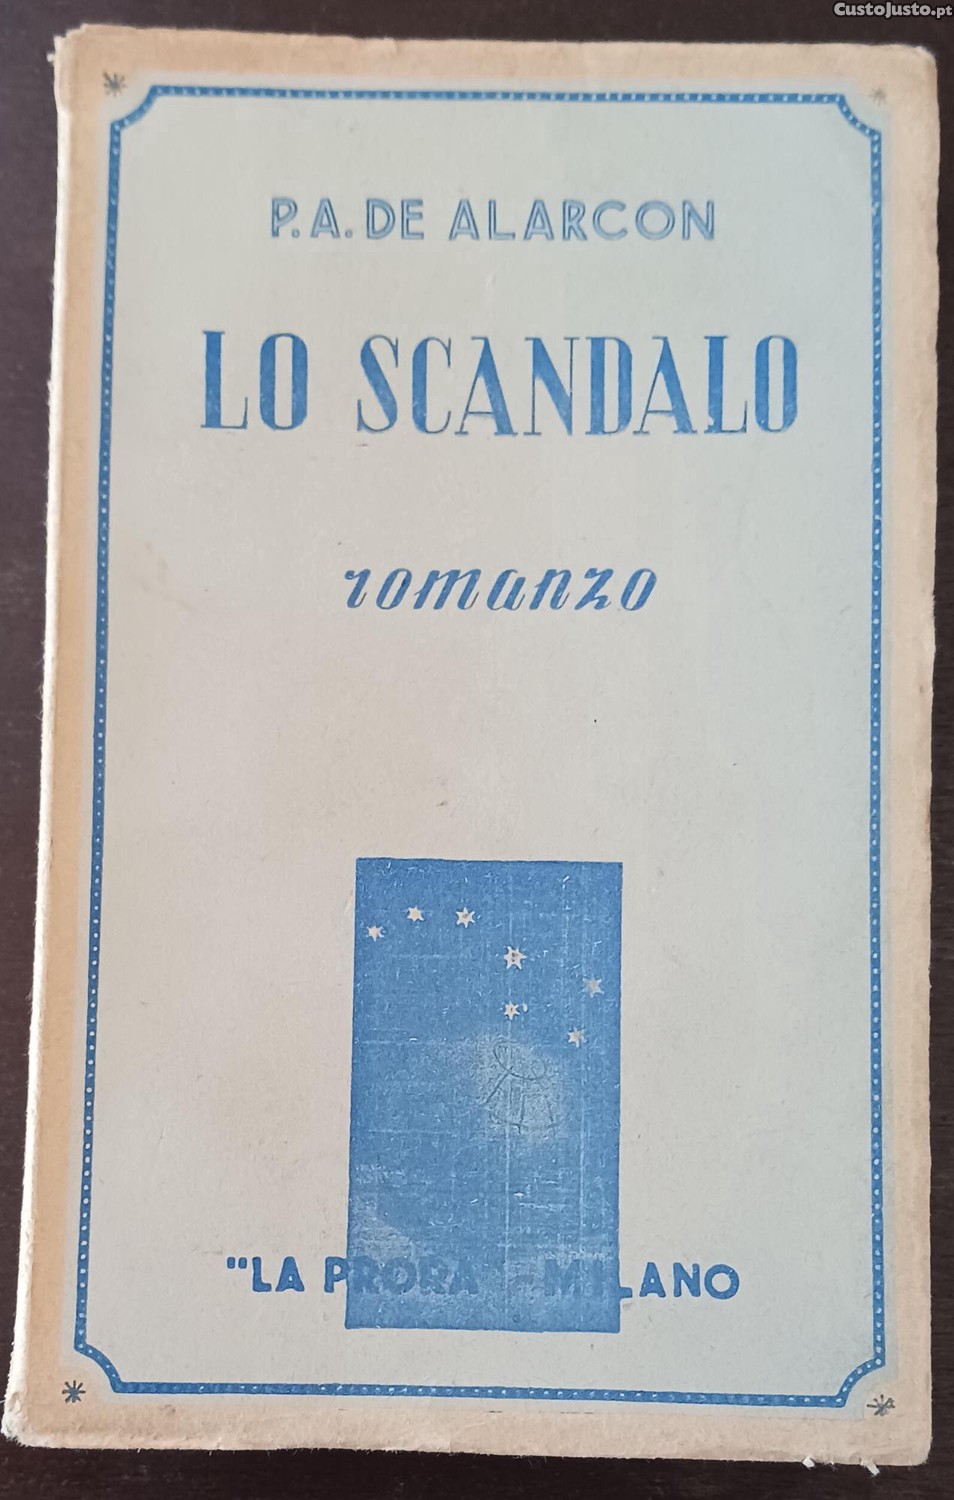 CustoJusto.pt
P. A. DE ALARCON
LO SCANDALO
romanzo
"LA PRORA" - MILANO